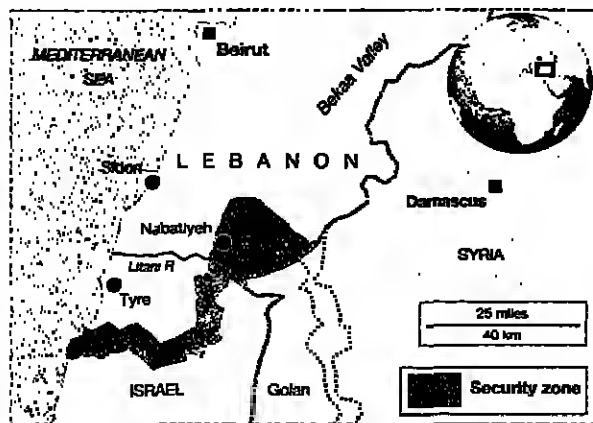 MEDITERRANEAN
SEA
Beirut
Bekaa Valley
LEBANON
Sidon
Damascus
Nabatiyeh
SYRIA
Litani R
Tyre
25 miles
40 km
ISRAEL
Golan
Security zone